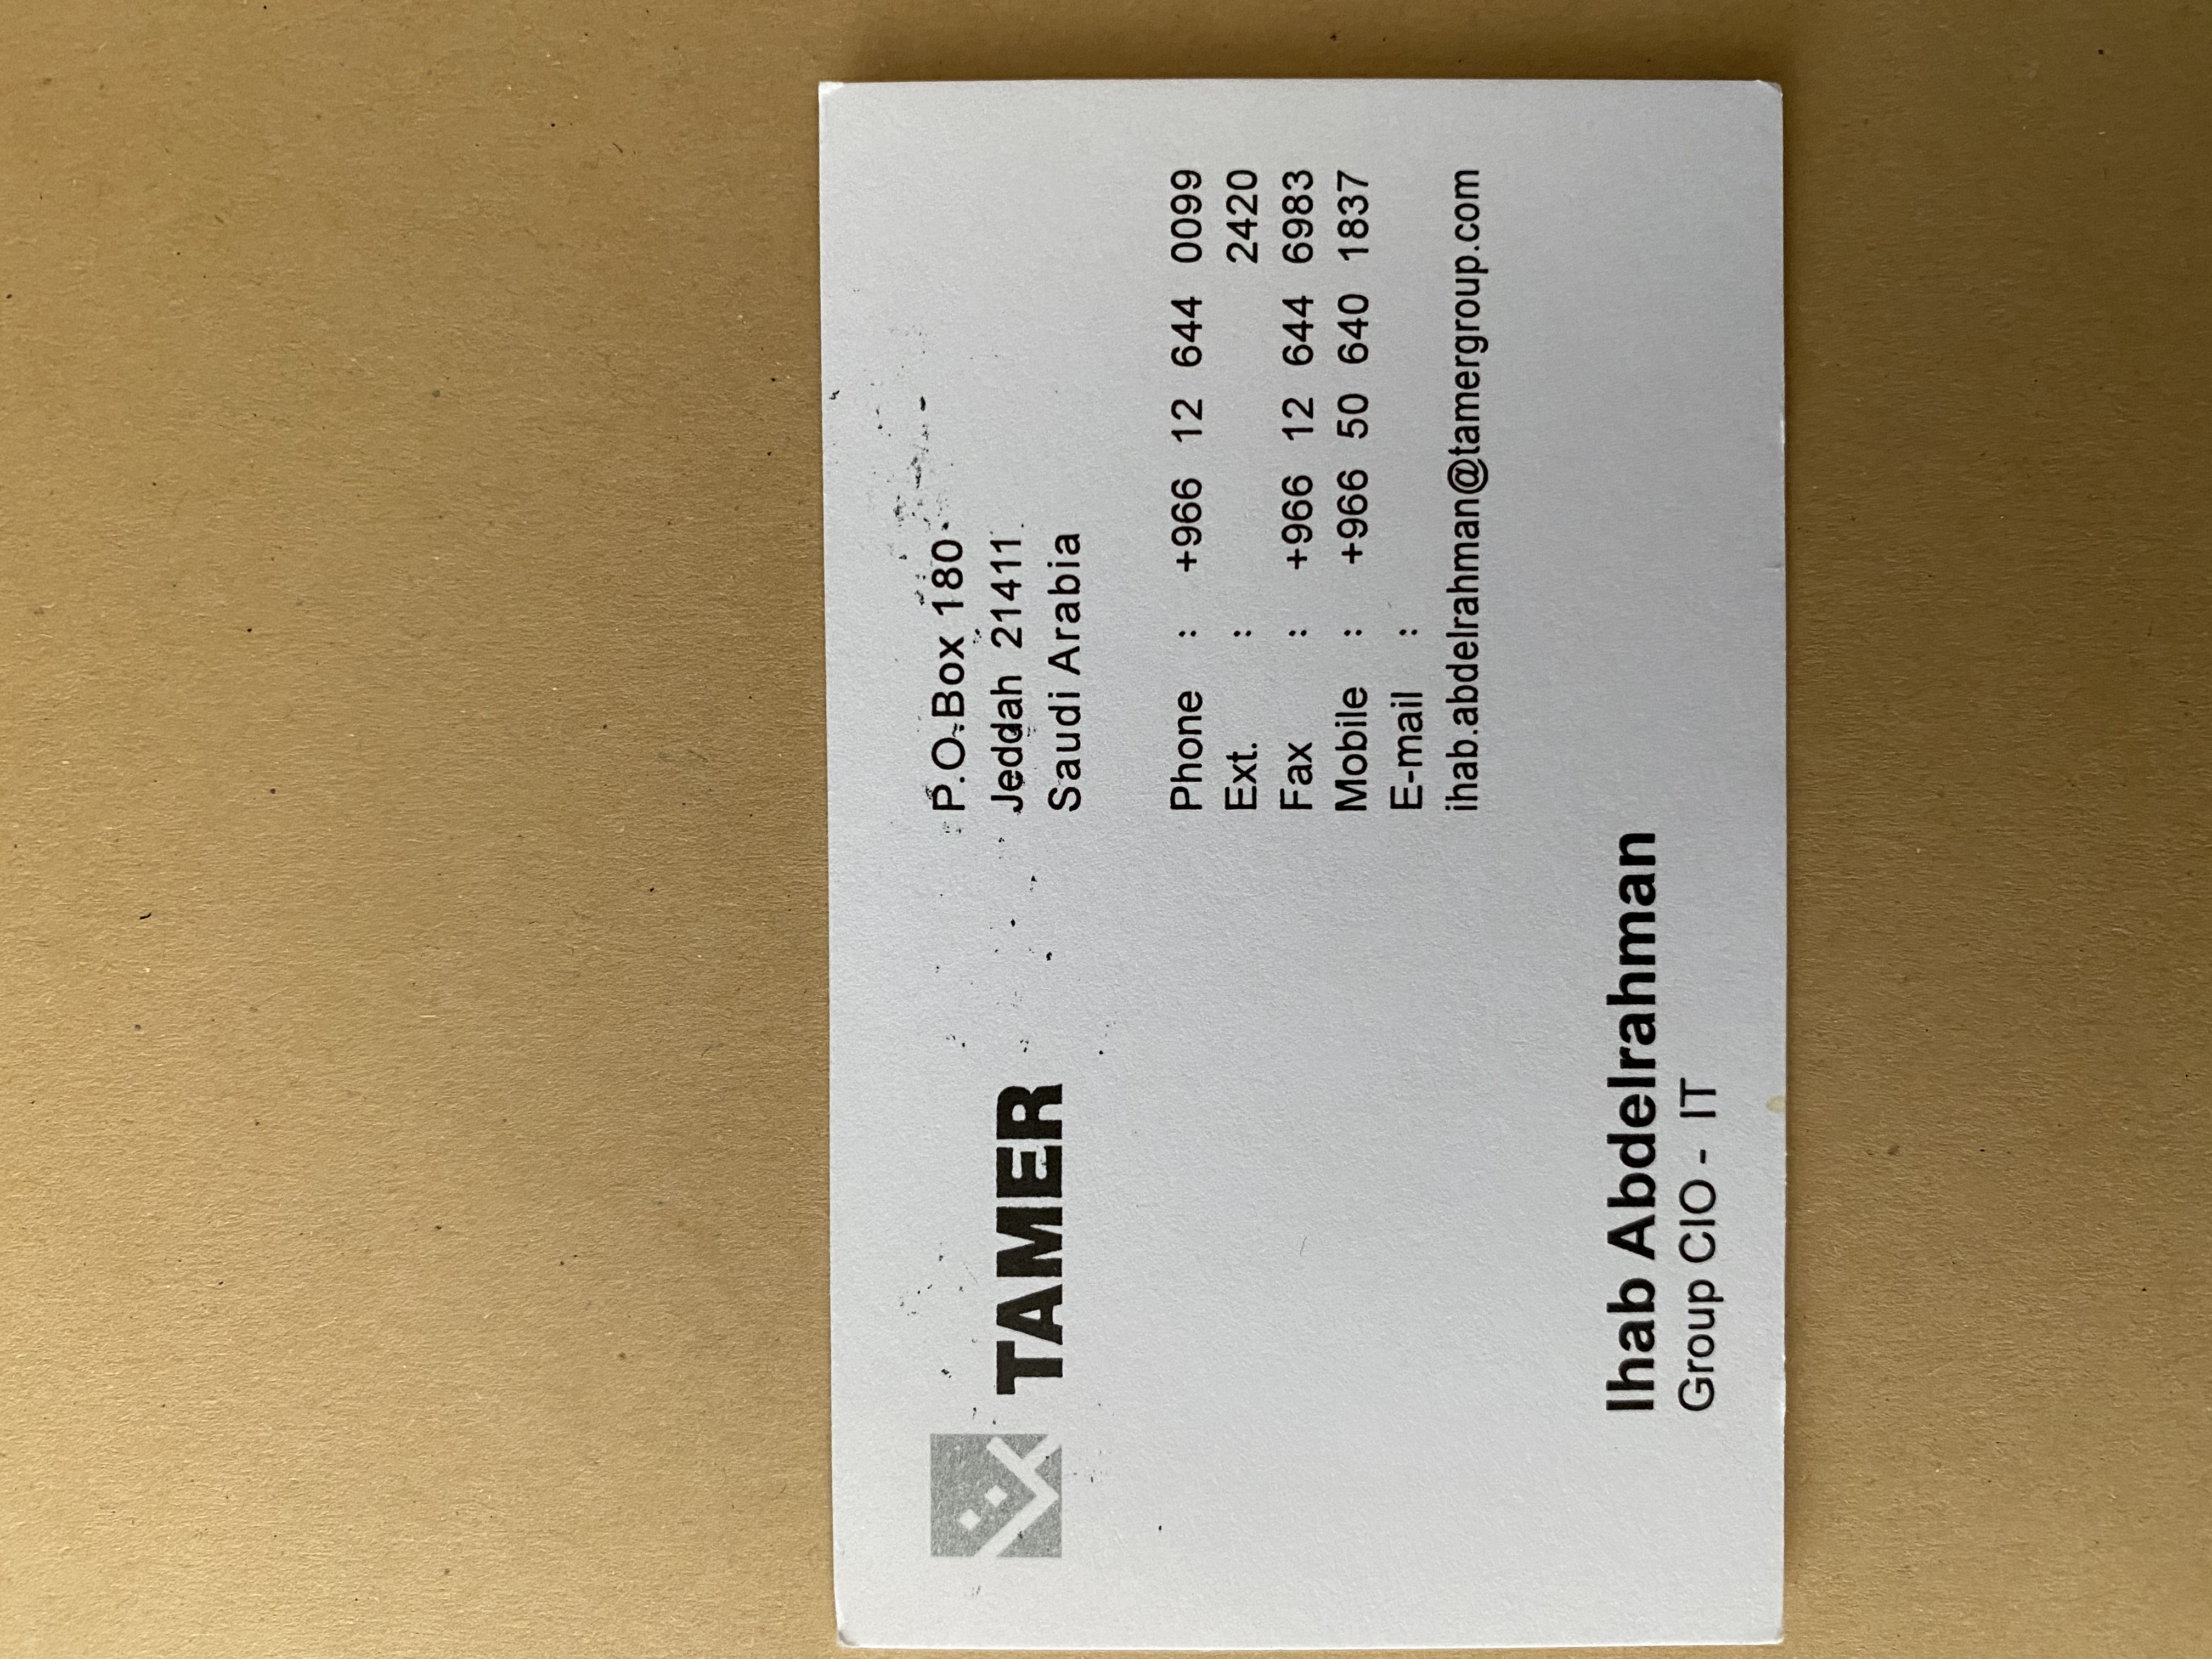 TAMER
P.O.Box 180
Jeddah 21411
Saudi Arabia
Phone : +966 12 644 0099
Ext. : 2420
Fax : +966 12 644 6983
Mobile : +966 50 640 1837
E-mail :
ihab.abdelrahman@tamergroup.com
Ihab Abdelrahman
Group CIO - IT